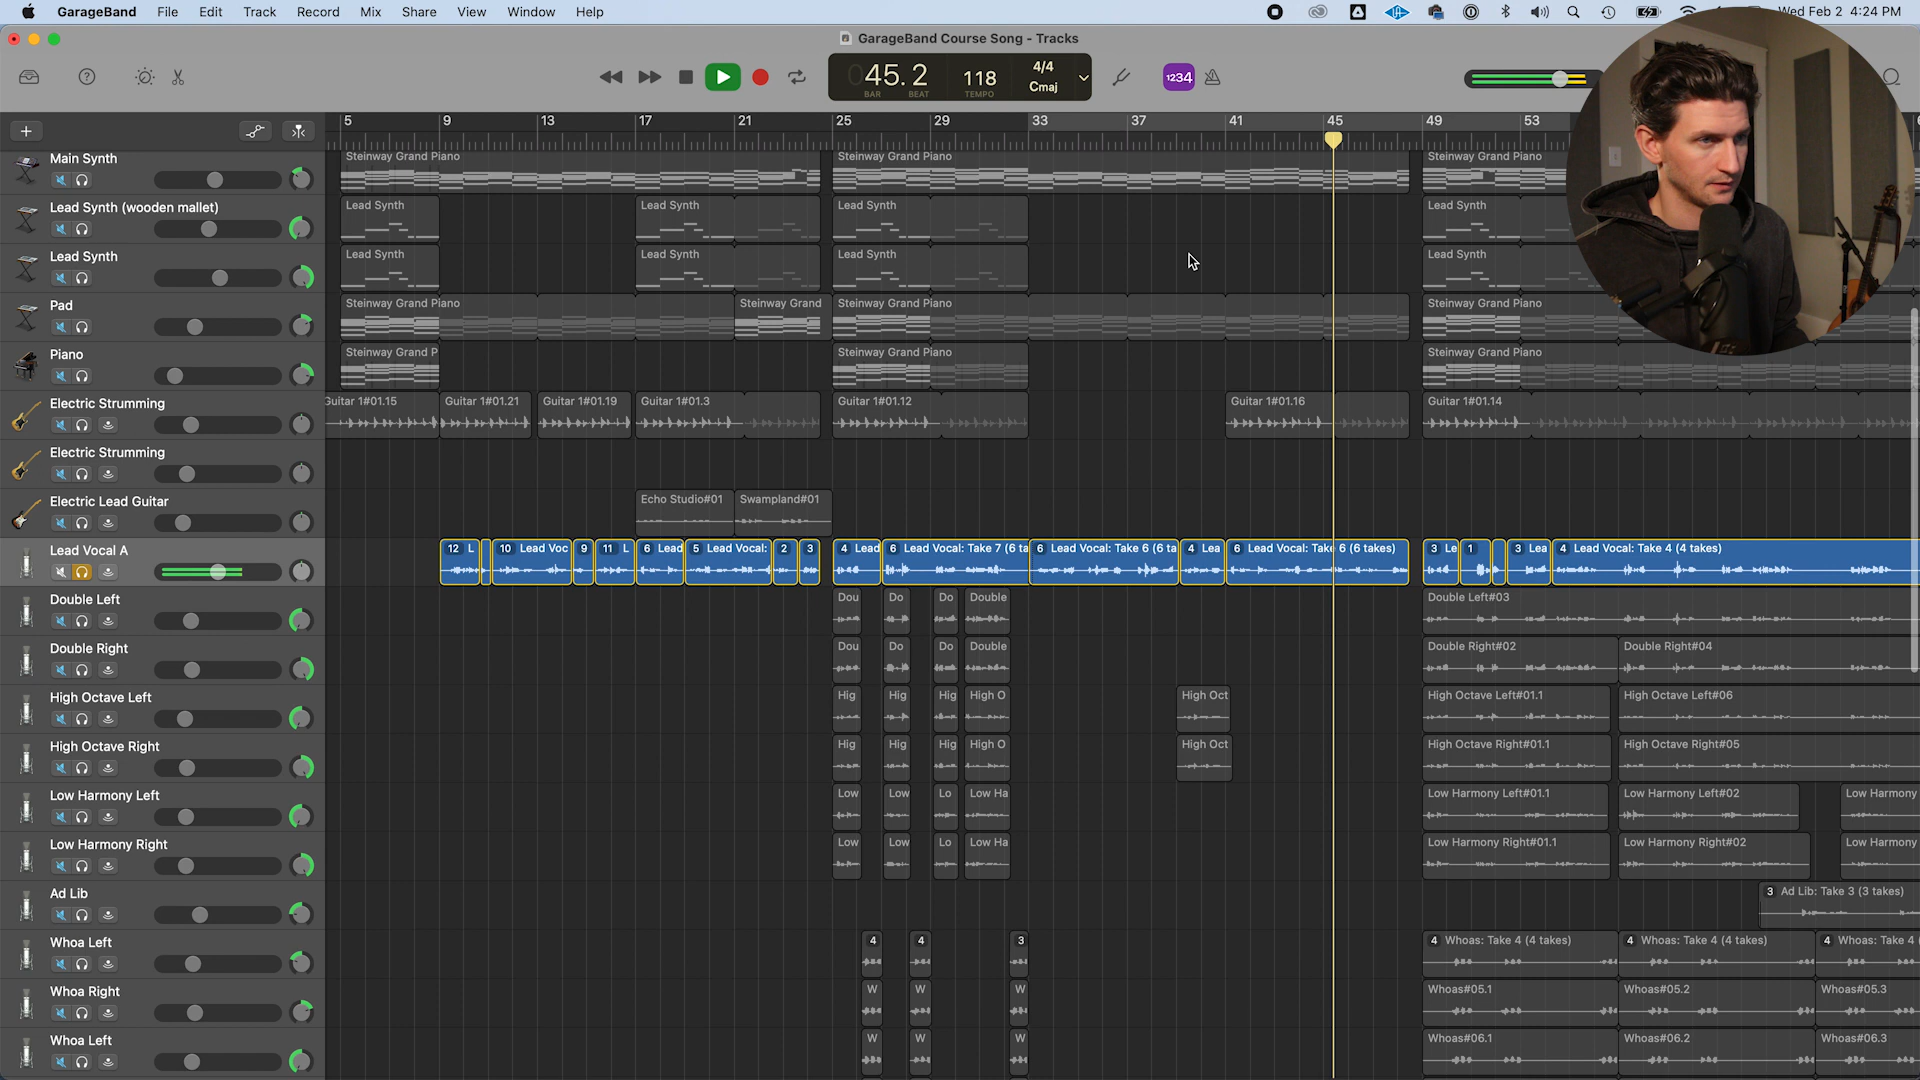 GarageBand File Edit Track Record Mix Share View Window Help
Wed Feb 2 4:24 PM
GarageBand Course Song - Tracks
045.2 118 4/4
Cmaj
BAR BEAT TEMPO
1234
5 9 13 17 21 25 29 33 37 41 45 49 53
Main Synth
Steinway Grand Piano Steinway Grand Piano Steinway Grand Piano
Lead Synth (wooden mallet)
Lead Synth Lead Synth Lead Synth Lead Synth
Lead Synth
Lead Synth Lead Synth Lead Synth Lead Synth
Pad
Steinway Grand Piano Steinway Grand Steinway Grand Piano Steinway Grand Piano
Piano
Steinway Grand P Steinway Grand Piano Steinway Grand Piano
Electric Strumming
Guitar 1#01.15 Guitar 1#01.21 Guitar 1#01.19 Guitar 1#01.3 Guitar 1#01.12 Guitar 1#01.16 Guitar 1#01.14
Electric Strumming
Electric Lead Guitar
Echo Studio#01 Swampland#01
Lead Vocal A
12 L 10 Lead Voc 9 11 L 6 Lead 5 Lead Vocal: 2 3 4 Lead 6 Lead Vocal: Take 7 (6 ta 6 Lead Vocal: Take 6 (6 ta 4 Lea 6 Lead Vocal: Take 6 (6 takes) 3 Le 1 3 Lea 4 Lead Vocal: Take 4 (4 takes)
Double Left
Dou Do Do Double Double Left#03
Double Right
Dou Do Do Double Double Right#02 Double Right#04
High Octave Left
Hig Hig Hig High O High Oct High Octave Left#01.1 High Octave Left#06
High Octave Right
Hig Hig Hig High O High Oct High Octave Right#01.1 High Octave Right#05
Low Harmony Left
Low Low Lo Low Ha Low Harmony Left#01.1 Low Harmony Left#02 Low Harmony
Low Harmony Right
Low Low Lo Low Ha Low Harmony Right#01.1 Low Harmony Right#02 Low Harmony
Ad Lib
3 Ad Lib: Take 3 (3 takes)
Whoa Left
4 4 3 4 Whoas: Take 4 (4 takes) 4 Whoas: Take 4 (4 takes) 4 Whoas: Take 4
Whoa Right
W W W Whoas#05.1 Whoas#05.2 Whoas#05.3
Whoa Left
W W W Whoas#06.1 Whoas#06.2 Whoas#06.3